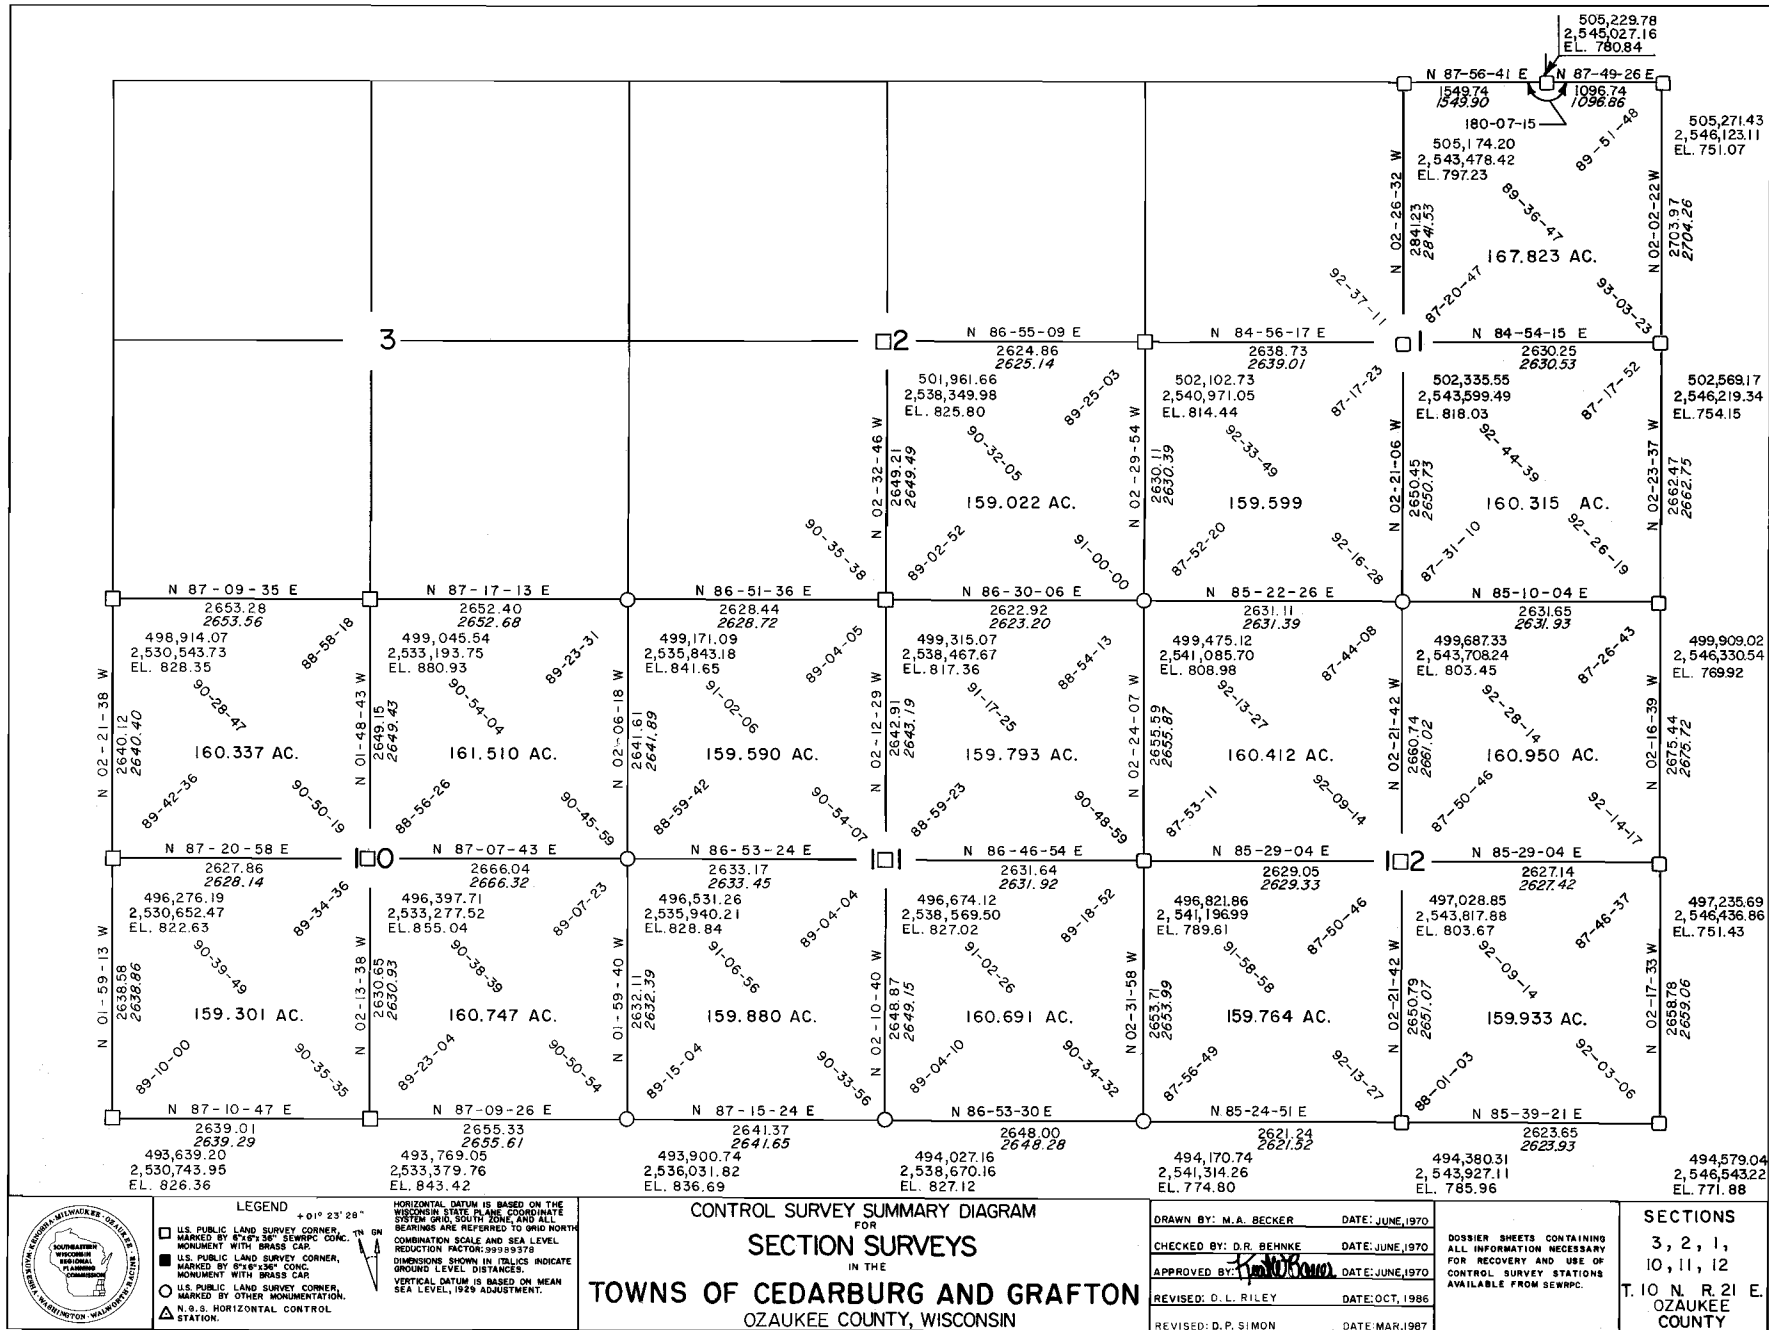 505,229.78
2,545,027.16
EL. 780.84
N 87-56-41 E
N 87-49-26 E
1549.74
1549.90
1096.74
1096.86
180-07-15
89-51-48
505,174.20
2,543,478.42
EL. 797.23
505,271.43
2,546,123.11
EL. 751.07
N 02-26-32 W
2841.23
2841.53
89-36-47
167.823 AC.
N 02-02-22 W
2703.97
2704.26
92-37-11
87-20-47
93-03-23
3
2
N 86-55-09 E
2624.86
2625.14
N 84-56-17 E
2638.73
2639.01
1
N 84-54-15 E
2630.25
2630.53
501,961.66
2,538,349.98
EL. 825.80
89-25-03
502,102.73
2,540,971.05
EL. 814.44
87-17-23
502,335.55
2,543,599.49
EL. 818.03
87-17-52
502,569.17
2,546,219.34
EL. 754.15
N 02-32-46 W
2649.21
2649.49
90-32-05
159.022 AC.
N 02-29-54 W
2630.11
2630.39
92-33-49
159.599
N 02-21-06 W
2650.45
2650.73
92-44-39
160.315 AC.
N 02-23-37 W
2662.47
2662.75
90-35-38
89-02-52
91-00-00
87-52-20
92-16-28
87-31-10
92-26-19
N 87-09-35 E
2653.28
2653.56
N 87-17-13 E
2652.40
2652.68
N 86-51-36 E
2628.44
2628.72
N 86-30-06 E
2622.92
2623.20
N 85-22-26 E
2631.11
2631.39
N 85-10-04 E
2631.65
2631.93
498,914.07
2,530,543.73
EL. 828.35
88-58-18
499,045.54
2,533,193.75
EL. 880.93
89-23-31
499,171.09
2,535,843.18
EL. 841.65
89-04-05
499,315.07
2,538,467.67
EL. 817.36
88-54-13
499,475.12
2,541,085.70
EL. 808.98
87-44-08
499,687.33
2,543,708.24
EL. 803.45
87-26-43
499,909.02
2,546,330.54
EL. 769.92
N 02-21-38 W
2640.12
2640.40
90-28-47
160.337 AC.
N 01-48-43 W
2649.15
2649.43
90-54-04
161.510 AC.
N 02-06-18 W
2641.61
2641.89
91-02-06
159.590 AC.
N 02-12-29 W
2642.91
2643.19
91-17-25
159.793 AC.
N 02-24-07 W
2655.59
2655.87
92-13-27
160.412 AC.
N 02-21-42 W
2660.74
2661.02
92-28-14
160.950 AC.
N 02-16-39 W
2675.44
2675.72
89-42-36
90-50-19
88-56-26
90-45-59
88-59-42
90-54-07
88-59-23
90-48-59
87-53-11
92-09-14
87-50-46
92-14-17
N 87-20-58 E
2627.86
2628.14
10
N 87-07-43 E
2666.04
2666.32
N 86-53-24 E
2633.17
2633.45
11
N 86-46-54 E
2631.64
2631.92
N 85-29-04 E
2629.05
2629.33
12
N 85-29-04 E
2627.14
2627.42
496,276.19
2,530,652.47
EL. 822.63
89-34-36
496,397.71
2,533,277.52
EL. 855.04
89-07-23
496,531.26
2,535,940.21
EL. 828.84
89-04-04
496,674.12
2,538,569.50
EL. 827.02
89-18-52
496,821.86
2,541,196.99
EL. 789.61
87-50-46
497,028.85
2,543,817.88
EL. 803.67
87-46-37
497,235.69
2,546,436.86
EL. 751.43
N 01-59-13 W
2638.58
2638.86
90-39-49
159.301 AC.
N 02-13-38 W
2630.65
2630.93
90-38-39
160.747 AC.
N 01-59-40 W
2632.11
2632.39
91-06-56
159.880 AC.
N 02-10-40 W
2648.87
2649.15
91-02-26
160.691 AC.
N 02-31-58 W
2653.71
2653.99
91-58-58
159.764 AC.
N 02-21-42 W
2650.79
2651.07
92-09-14
159.933 AC.
N 02-17-33 W
2658.78
2659.06
89-10-00
90-35-35
89-23-04
90-50-54
89-15-04
90-33-56
89-04-10
90-34-32
87-56-49
92-13-27
88-01-03
92-03-06
N 87-10-47 E
2639.01
2639.29
N 87-09-26 E
2655.33
2655.61
N 87-15-24 E
2641.37
2641.65
N 86-53-30 E
2648.00
2648.28
N 85-24-51 E
2621.24
2621.52
N 85-39-21 E
2623.65
2623.93
493,639.20
2,530,743.95
EL. 826.36
493,769.05
2,533,379.76
EL. 843.42
493,900.74
2,536,031.82
EL. 836.69
494,027.16
2,538,670.16
EL. 827.12
494,170.74
2,541,314.26
EL. 774.80
494,380.31
2,543,927.11
EL. 785.96
494,579.04
2,546,543.22
EL. 771.88
SOUTHEASTERN
WISCONSIN
REGIONAL
PLANNING
COMMISSION
KENOSHA · MILWAUKEE · OZAUKEE · RACINE · WALWORTH · WASHINGTON · WAUKESHA
LEGEND
U.S. PUBLIC LAND SURVEY CORNER, MARKED BY 6"x6"x36" SEWRPC CONC. MONUMENT WITH BRASS CAP.
U.S. PUBLIC LAND SURVEY CORNER, MARKED BY 6"x6"x36" CONC. MONUMENT WITH BRASS CAP.
U.S. PUBLIC LAND SURVEY CORNER, MARKED BY OTHER MONUMENTATION.
N.G.S. HORIZONTAL CONTROL STATION.
+01° 23' 28"
TN GN
HORIZONTAL DATUM IS BASED ON THE
WISCONSIN STATE PLANE COORDINATE
SYSTEM GRID, SOUTH ZONE, AND ALL
BEARINGS ARE REFERRED TO GRID NORTH
COMBINATION SCALE AND SEA LEVEL
REDUCTION FACTOR: .99989378
DIMENSIONS SHOWN IN ITALICS INDICATE
GROUND LEVEL DISTANCES.
VERTICAL DATUM IS BASED ON MEAN
SEA LEVEL, 1929 ADJUSTMENT.
CONTROL SURVEY SUMMARY DIAGRAM
FOR
SECTION SURVEYS
IN THE
TOWNS OF CEDARBURG AND GRAFTON
OZAUKEE COUNTY, WISCONSIN
DRAWN BY: M.A. BECKER DATE: JUNE, 1970
CHECKED BY: D.R. BEHNKE DATE: JUNE, 1970
APPROVED BY: DATE: JUNE, 1970
REVISED: D.L. RILEY DATE: OCT, 1986
REVISED: D.P. SIMON DATE: MAR, 1987
DOSSIER SHEETS CONTAINING
ALL INFORMATION NECESSARY
FOR RECOVERY AND USE OF
CONTROL SURVEY STATIONS
AVAILABLE FROM SEWRPC.
SECTIONS
3, 2, 1,
10, 11, 12
T. 10 N. R. 21 E.
OZAUKEE
COUNTY